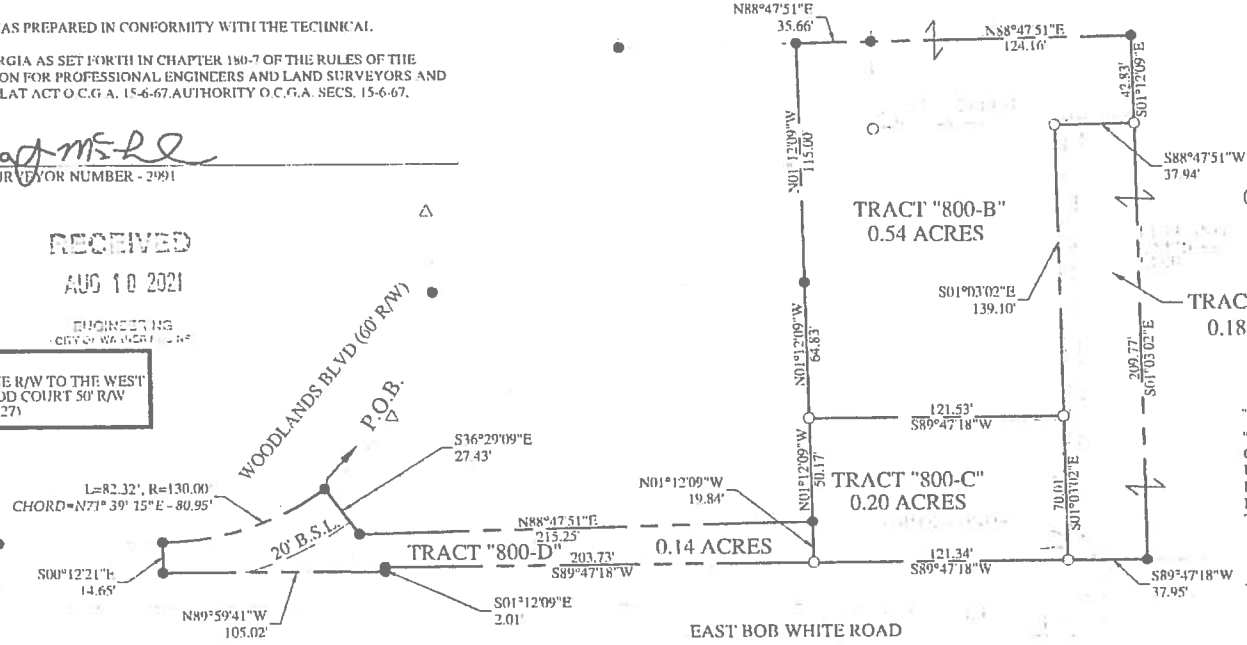 AS PREPARED IN CONFORMITY WITH THE TECHNICAL
RGIA AS SET FORTH IN CHAPTER 180-7 OF THE RULES OF THE
ON FOR PROFESSIONAL ENGINEERS AND LAND SURVEYORS AND
LAT ACT O.C.G A. 15-6-67. AUTHORITY O.C.G.A. SECS. 15-6-67,
URVEYOR NUMBER - 2991
RECEIVED
AUG 10 2021
ENGINEERING
CITY OF
E R/W TO THE WEST
OD COURT 50' R/W
27)
WOODLANDS BLVD (60' R/W)
P.O.B.
L=82.32', R=130.00'
CHORD=N71° 39' 15"E - 80.95'
S36°29'09"E
27.43'
20' B.S.L.
S00°12'21"E
14.65'
N89°59'41"W
105.02'
S01°12'09"E
2.01'
N88°47'51"E
215.25'
TRACT "800-D"
0.14 ACRES
203.73'
S89°47'18"W
N01°12'09"W
19.84'
N88°47'51"E
35.66'
N88°47'51"E
124.16'
42.83'
S01°12'09"E
S88°47'51"W
37.94'
N01°12'09"W
115.00'
TRACT "800-B"
0.54 ACRES
S01°03'02"E
139.10'
TRAC
0.18
209.77'
S01°03'02"E
N01°12'09"W
64.83'
121.53'
S89°47'18"W
N01°12'09"W
50.17'
TRACT "800-C"
0.20 ACRES
70.01'
S01°03'02"E
121.34'
S89°47'18"W
S89°47'18"W
37.95'
EAST BOB WHITE ROAD